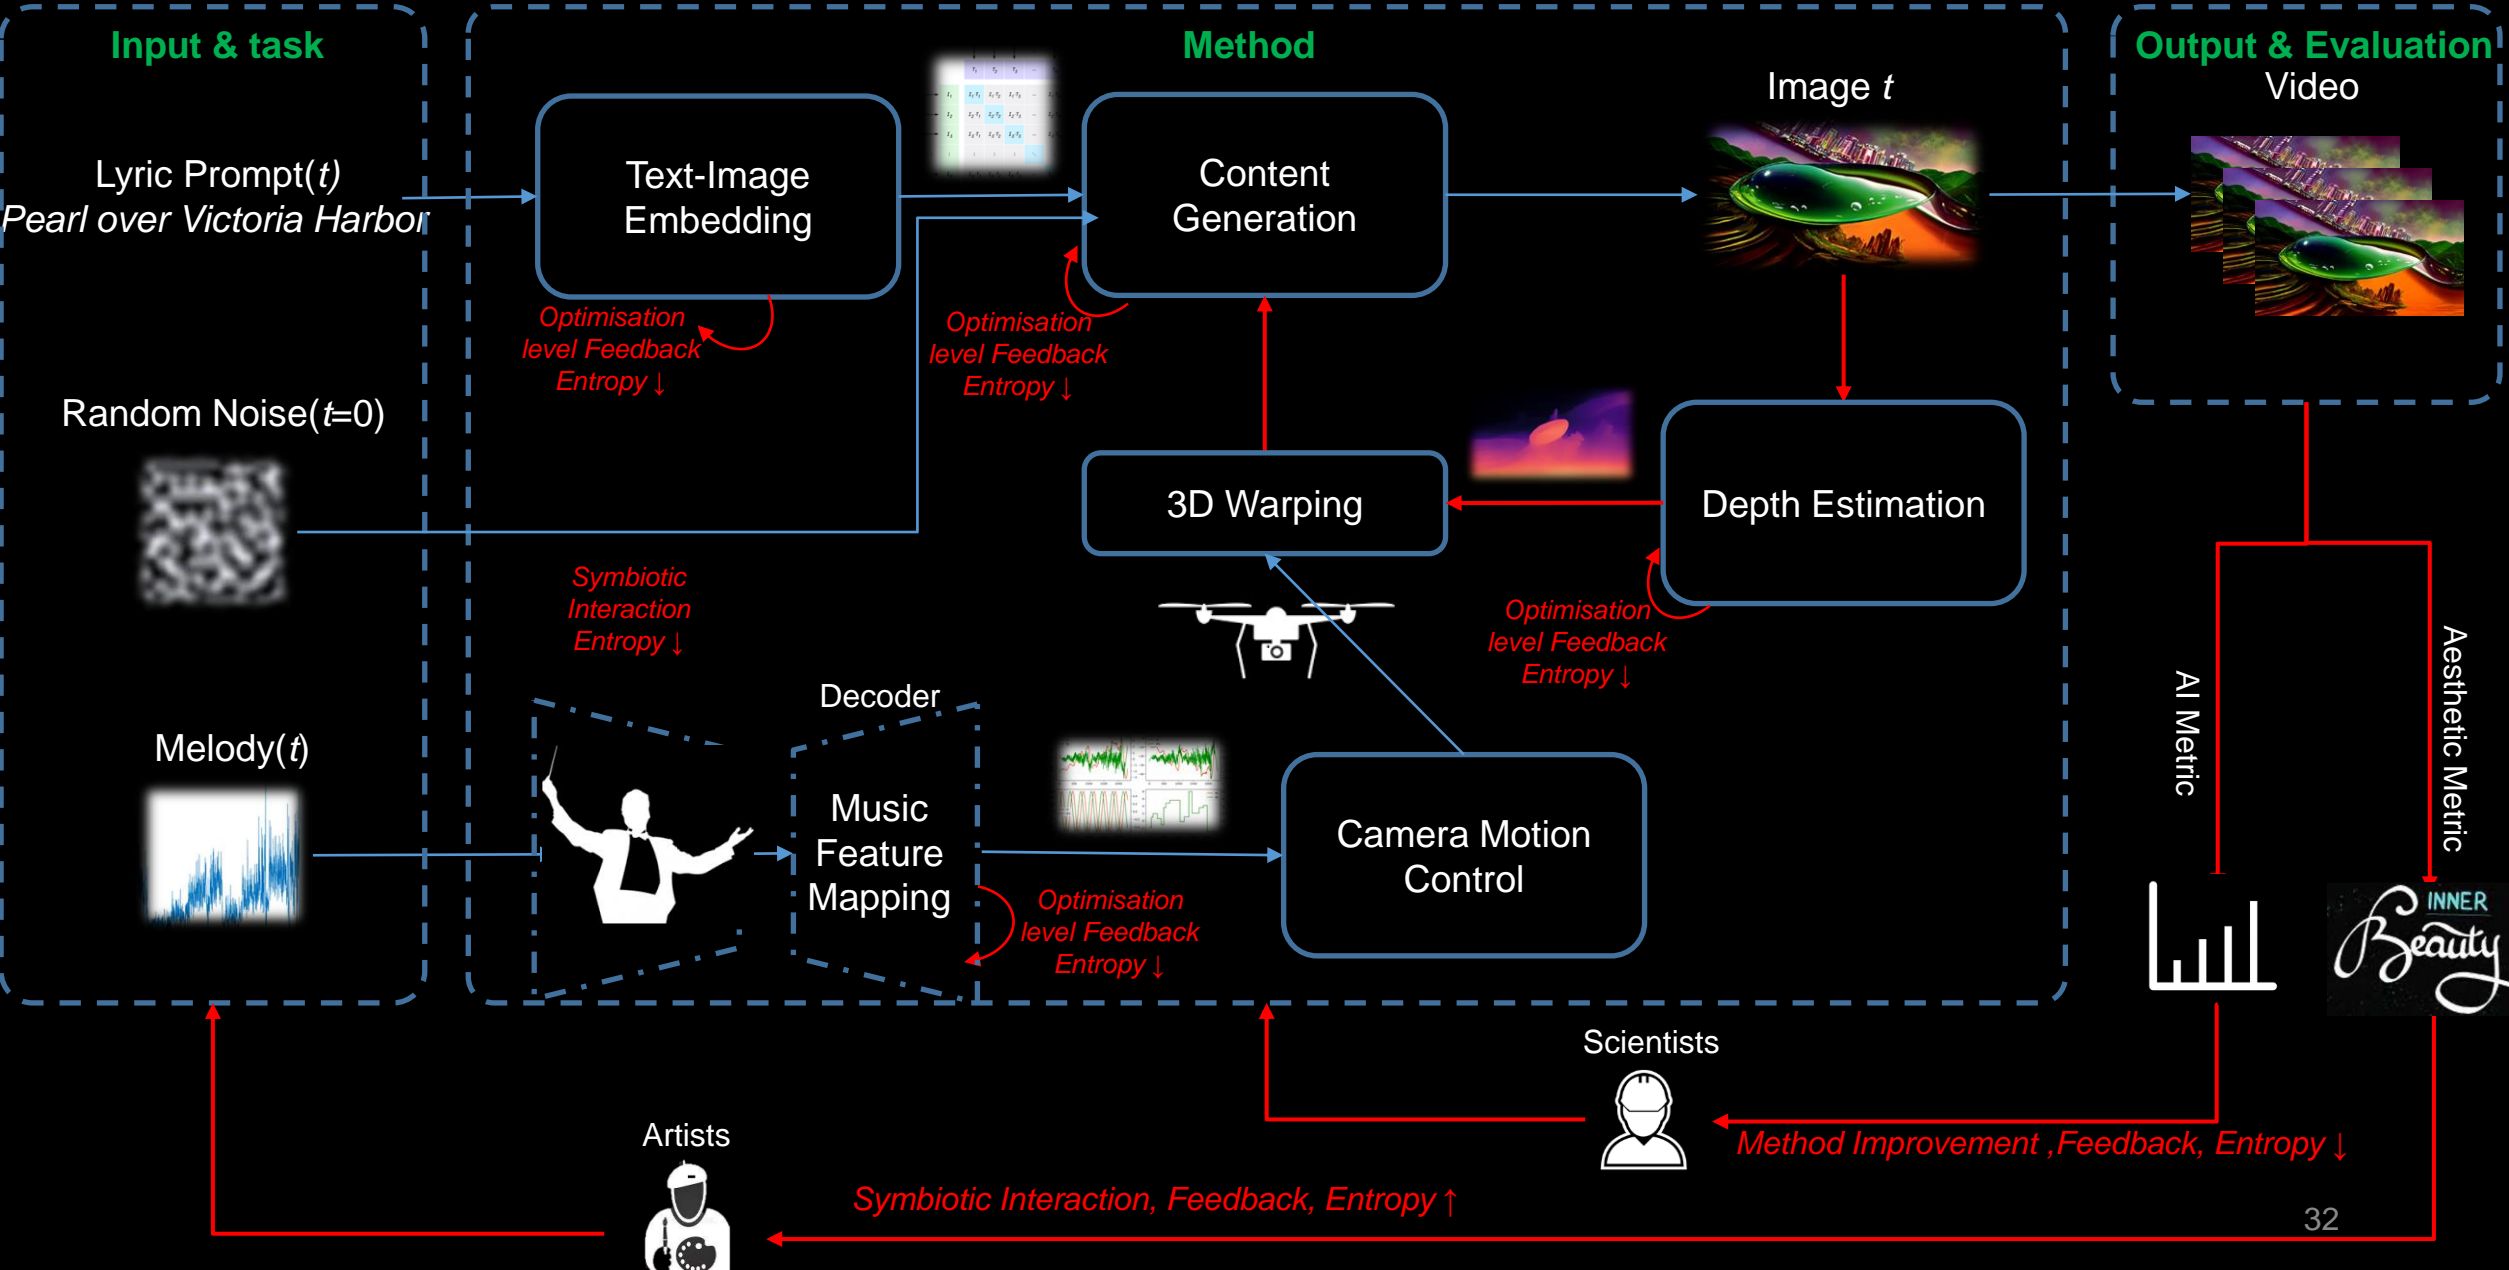 Input & task
Method
Output & Evaluation
Video
Image t
Lyric Prompt(t)
Pearl over Victoria Harbor
Text-Image
Embedding
Content
Generation
Optimisation
level Feedback
Entropy ↓
Optimisation
level Feedback
Entropy ↓
Random Noise(t=0)
3D Warping
Depth Estimation
Symbiotic
Interaction
Entropy ↓
Optimisation
level Feedback
Entropy ↓
Melody(t)
Decoder
Music
Feature
Mapping
Optimisation
level Feedback
Entropy ↓
Camera Motion
Control
AI Metric
Aesthetic Metric
INNER
Beauty
Scientists
Method Improvement ,Feedback, Entropy ↓
Artists
Symbiotic Interaction, Feedback, Entropy ↑
32